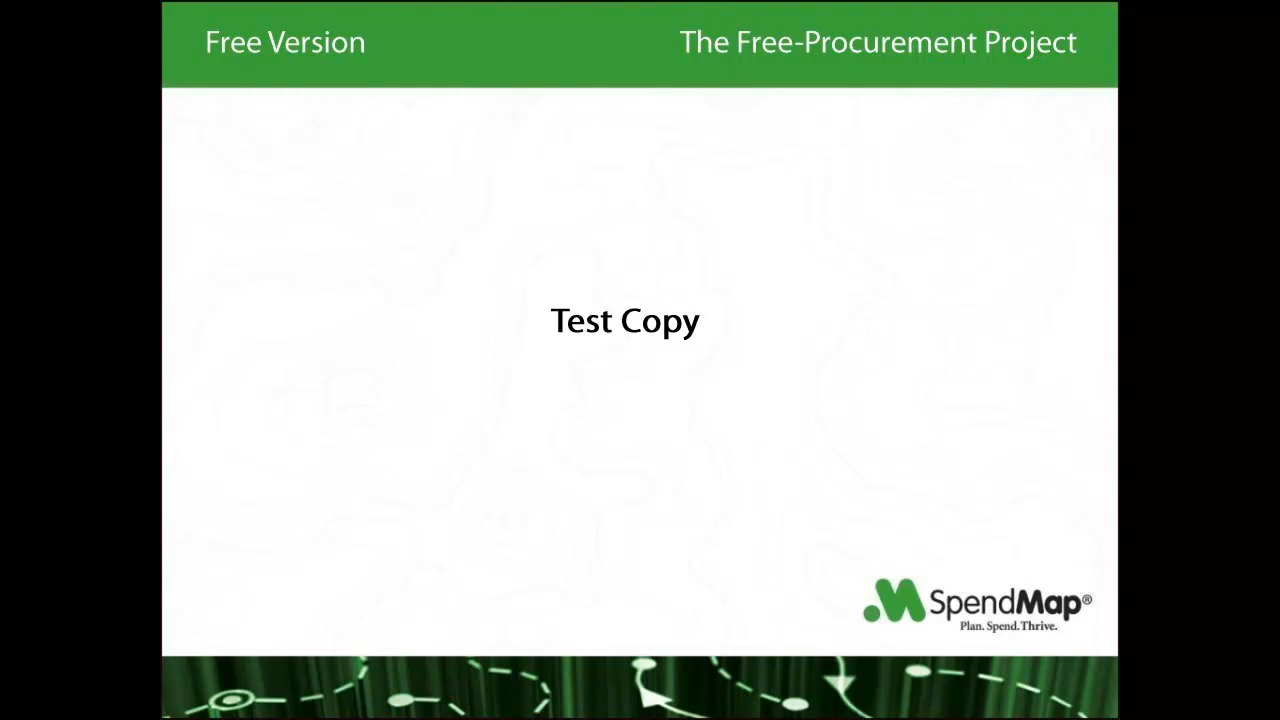 Free Version
The Free-Procurement Project
Test Copy
SpendMap®
Plan. Spend. Thrive.